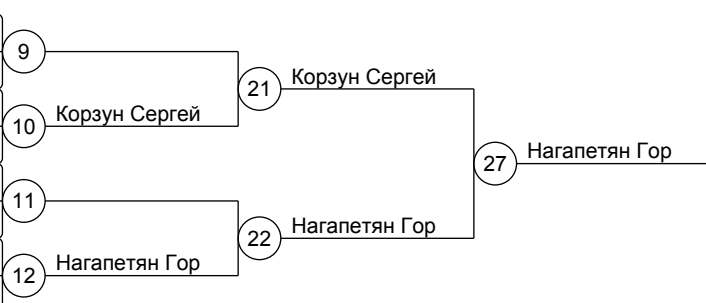 9
Корзун Сергей
21
10 Корзун Сергей
Нагапетян Гор
27
11
Нагапетян Гор
22
12 Нагапетян Гор